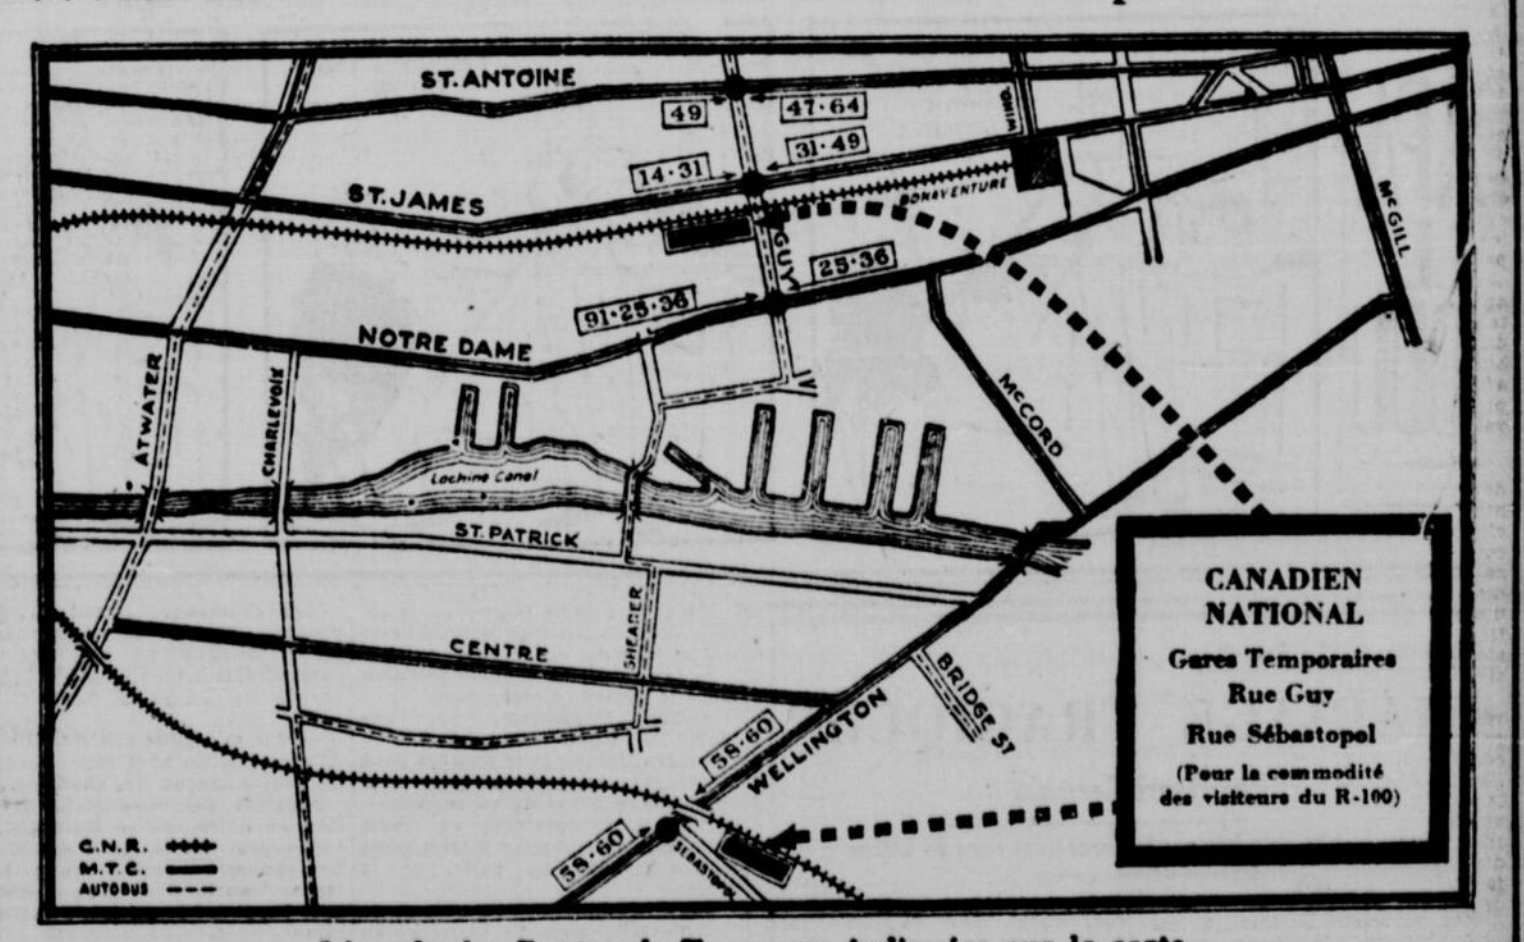 ST. ANTOINE
49
47·64
WIND.
31·49
14·31
ST. JAMES
BONAVENTURE
McGILL
GUY
25·36
91·25·36
NOTRE DAME
ATWATER
CHARLEVOIX
McCORD
Lachine Canal
ST. PATRICK
SHEARER
CENTRE
BRIDGE ST
WELLINGTON
58·60
58·60
SEBASTOPOL
C.N.R.
M.T.C.
AUTOBUS
CANADIEN
NATIONAL
Gares Temporaires
Rue Guy
Rue Sébastopol
(Pour la commodité
des visiteurs du R-100)